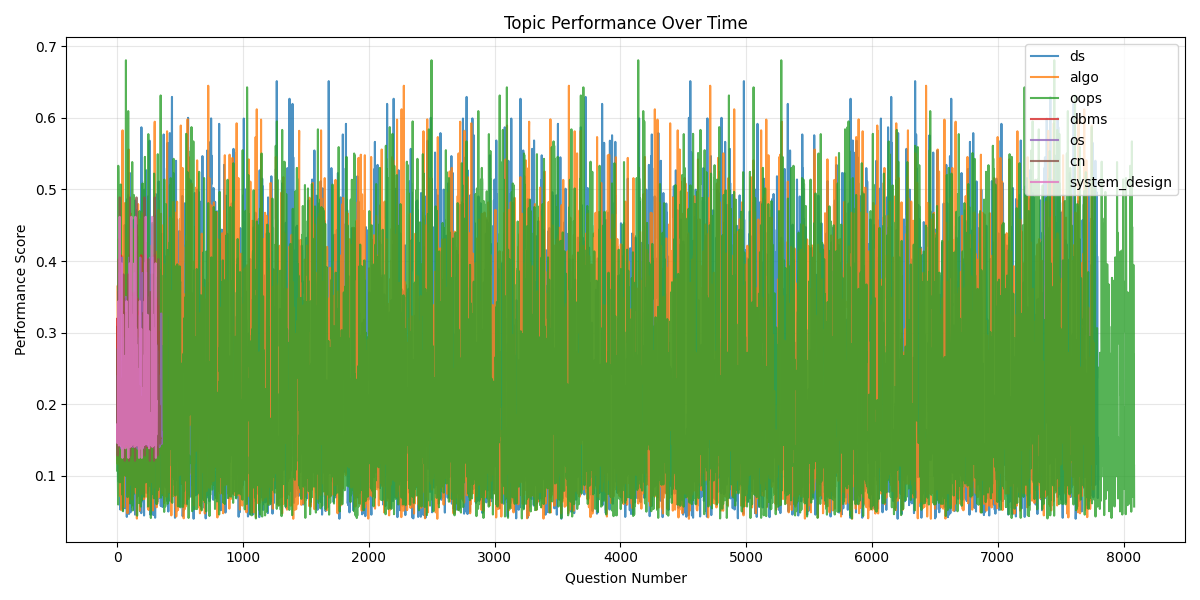 Topic Performance Over Time
Performance Score
0.7
0.6
0.5
0.4
0.3
0.2
0.1
0 1000 2000 3000 4000 5000 6000 7000 8000
Question Number
ds
algo
oops
dbms
os
cn
system_design